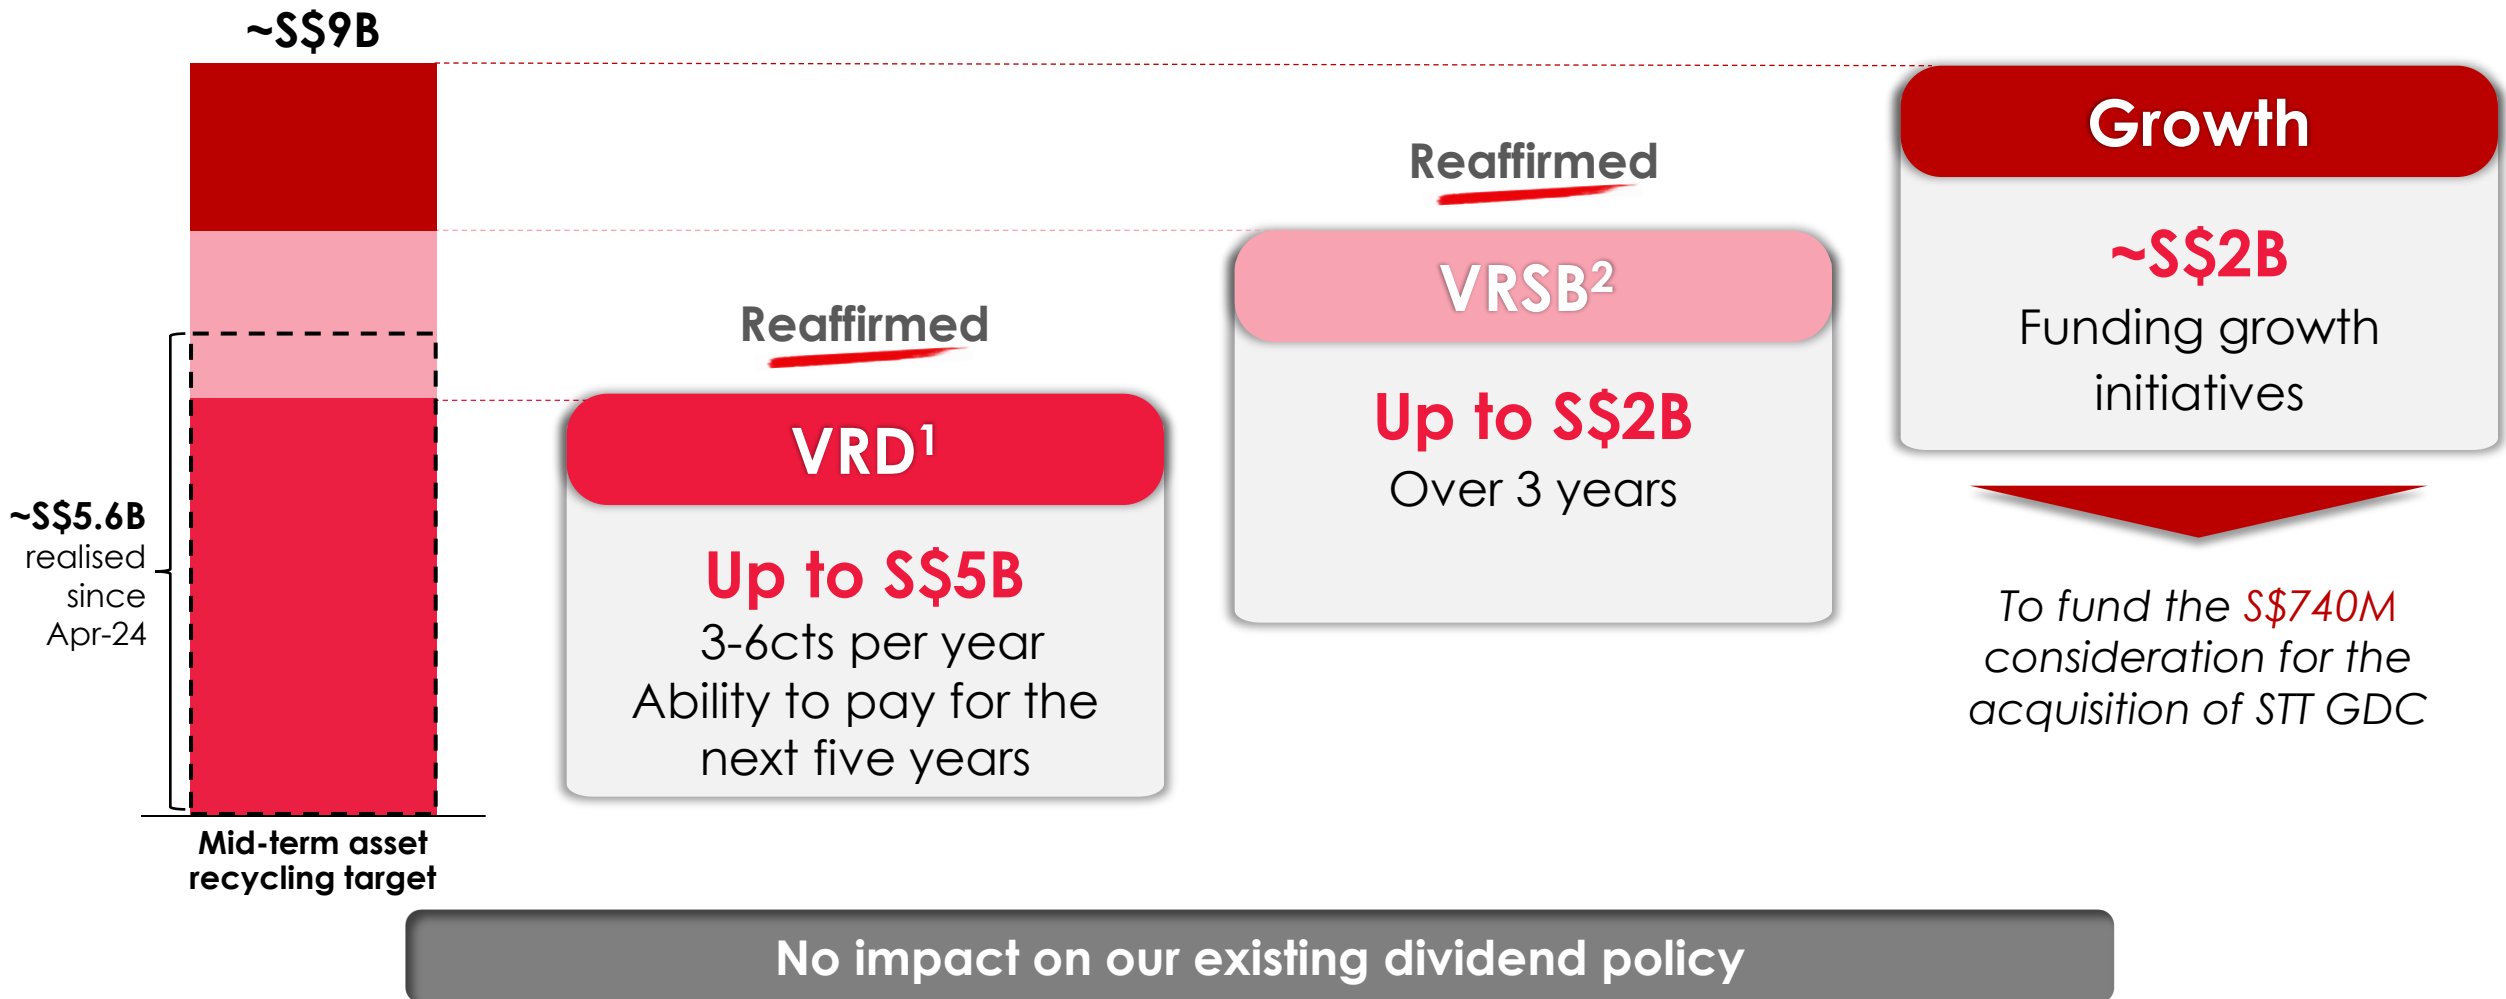 ~S$9B
~S$5.6B
realised
since
Apr-24
Mid-term asset
recycling target
Reaffirmed
VRD¹
Up to S$5B
3-6cts per year
Ability to pay for the
next five years
Reaffirmed
VRSB²
Up to S$2B
Over 3 years
Growth
~S$2B
Funding growth
initiatives
To fund the S$740M
consideration for the
acquisition of STT GDC
No impact on our existing dividend policy